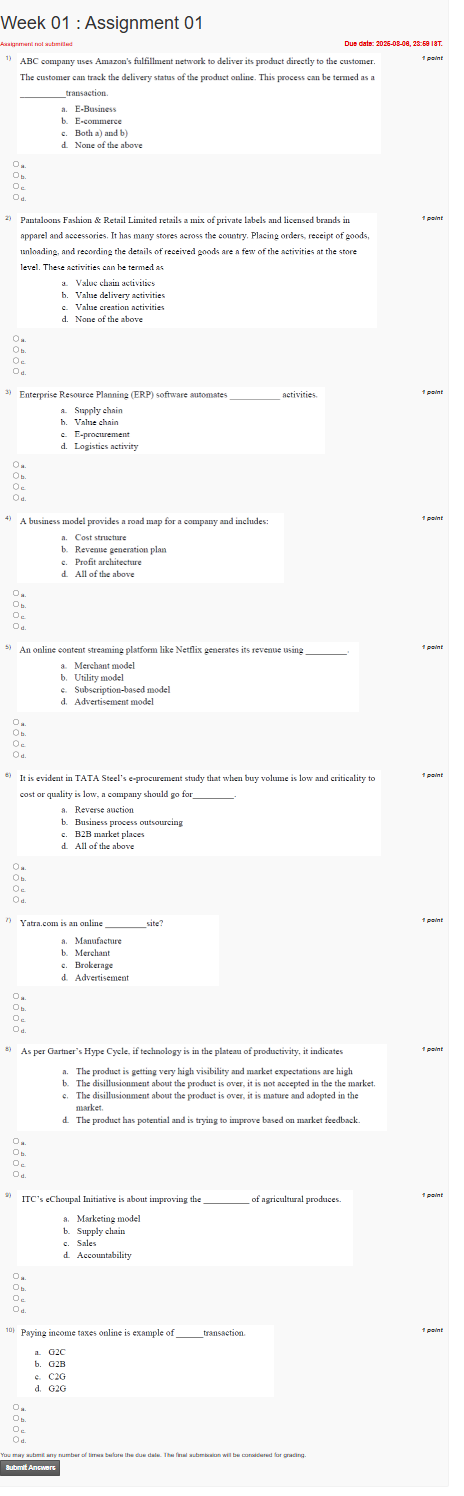 Week 01 : Assignment 01
Assignment not submitted
Due date: 2025-08-06, 23:59 IST.
1)
ABC company uses Amazon's fulfillment network to deliver its product directly to the customer.
1 point
The customer can track the delivery status of the product online. This process can be termed as a
__________transaction.
a. E-Business
b. E-commerce
c. Both a) and b)
d. None of the above
a.
b.
c.
d.
2)
Pantaloons Fashion & Retail Limited retails a mix of private labels and licensed brands in
1 point
apparel and accessories. It has many stores across the country. Placing orders, receipt of goods,
unloading, and recording the details of received goods are a few of the activities at the store
level. These activities can be termed as
a. Value chain activities
b. Value delivery activities
c. Value creation activities
d. None of the above
a.
b.
c.
d.
3)
Enterprise Resource Planning (ERP) software automates ___________ activities.
1 point
a. Supply chain
b. Value chain
c. E-procurement
d. Logistics activity
a.
b.
c.
d.
4)
A business model provides a road map for a company and includes:
1 point
a. Cost structure
b. Revenue generation plan
c. Profit architecture
d. All of the above
a.
b.
c.
d.
5)
An online content streaming platform like Netflix generates its revenue using _________.
1 point
a. Merchant model
b. Utility model
c. Subscription-based model
d. Advertisement model
a.
b.
c.
d.
6)
It is evident in TATA Steel's e-procurement study that when buy volume is low and criticality to
1 point
cost or quality is low, a company should go for_________.
a. Reverse auction
b. Business process outsourcing
c. B2B market places
d. All of the above
a.
b.
c.
d.
7)
Yatra.com is an online _________site?
1 point
a. Manufacture
b. Merchant
c. Brokerage
d. Advertisement
a.
b.
c.
d.
8)
As per Gartner's Hype Cycle, if technology is in the plateau of productivity, it indicates
1 point
a. The product is getting very high visibility and market expectations are high
b. The disillusionment about the product is over, it is not accepted in the the market.
c. The disillusionment about the product is over, it is mature and adopted in the
market.
d. The product has potential and is trying to improve based on market feedback.
a.
b.
c.
d.
9)
ITC's eChoupal Initiative is about improving the __________ of agricultural produces.
1 point
a. Marketing model
b. Supply chain
c. Sales
d. Accountability
a.
b.
c.
d.
10)
Paying income taxes online is example of ______transaction.
1 point
a. G2C
b. G2B
c. C2G
d. G2G
a.
b.
c.
d.
You may submit any number of times before the due date. The final submission will be considered for grading.
Submit Answers